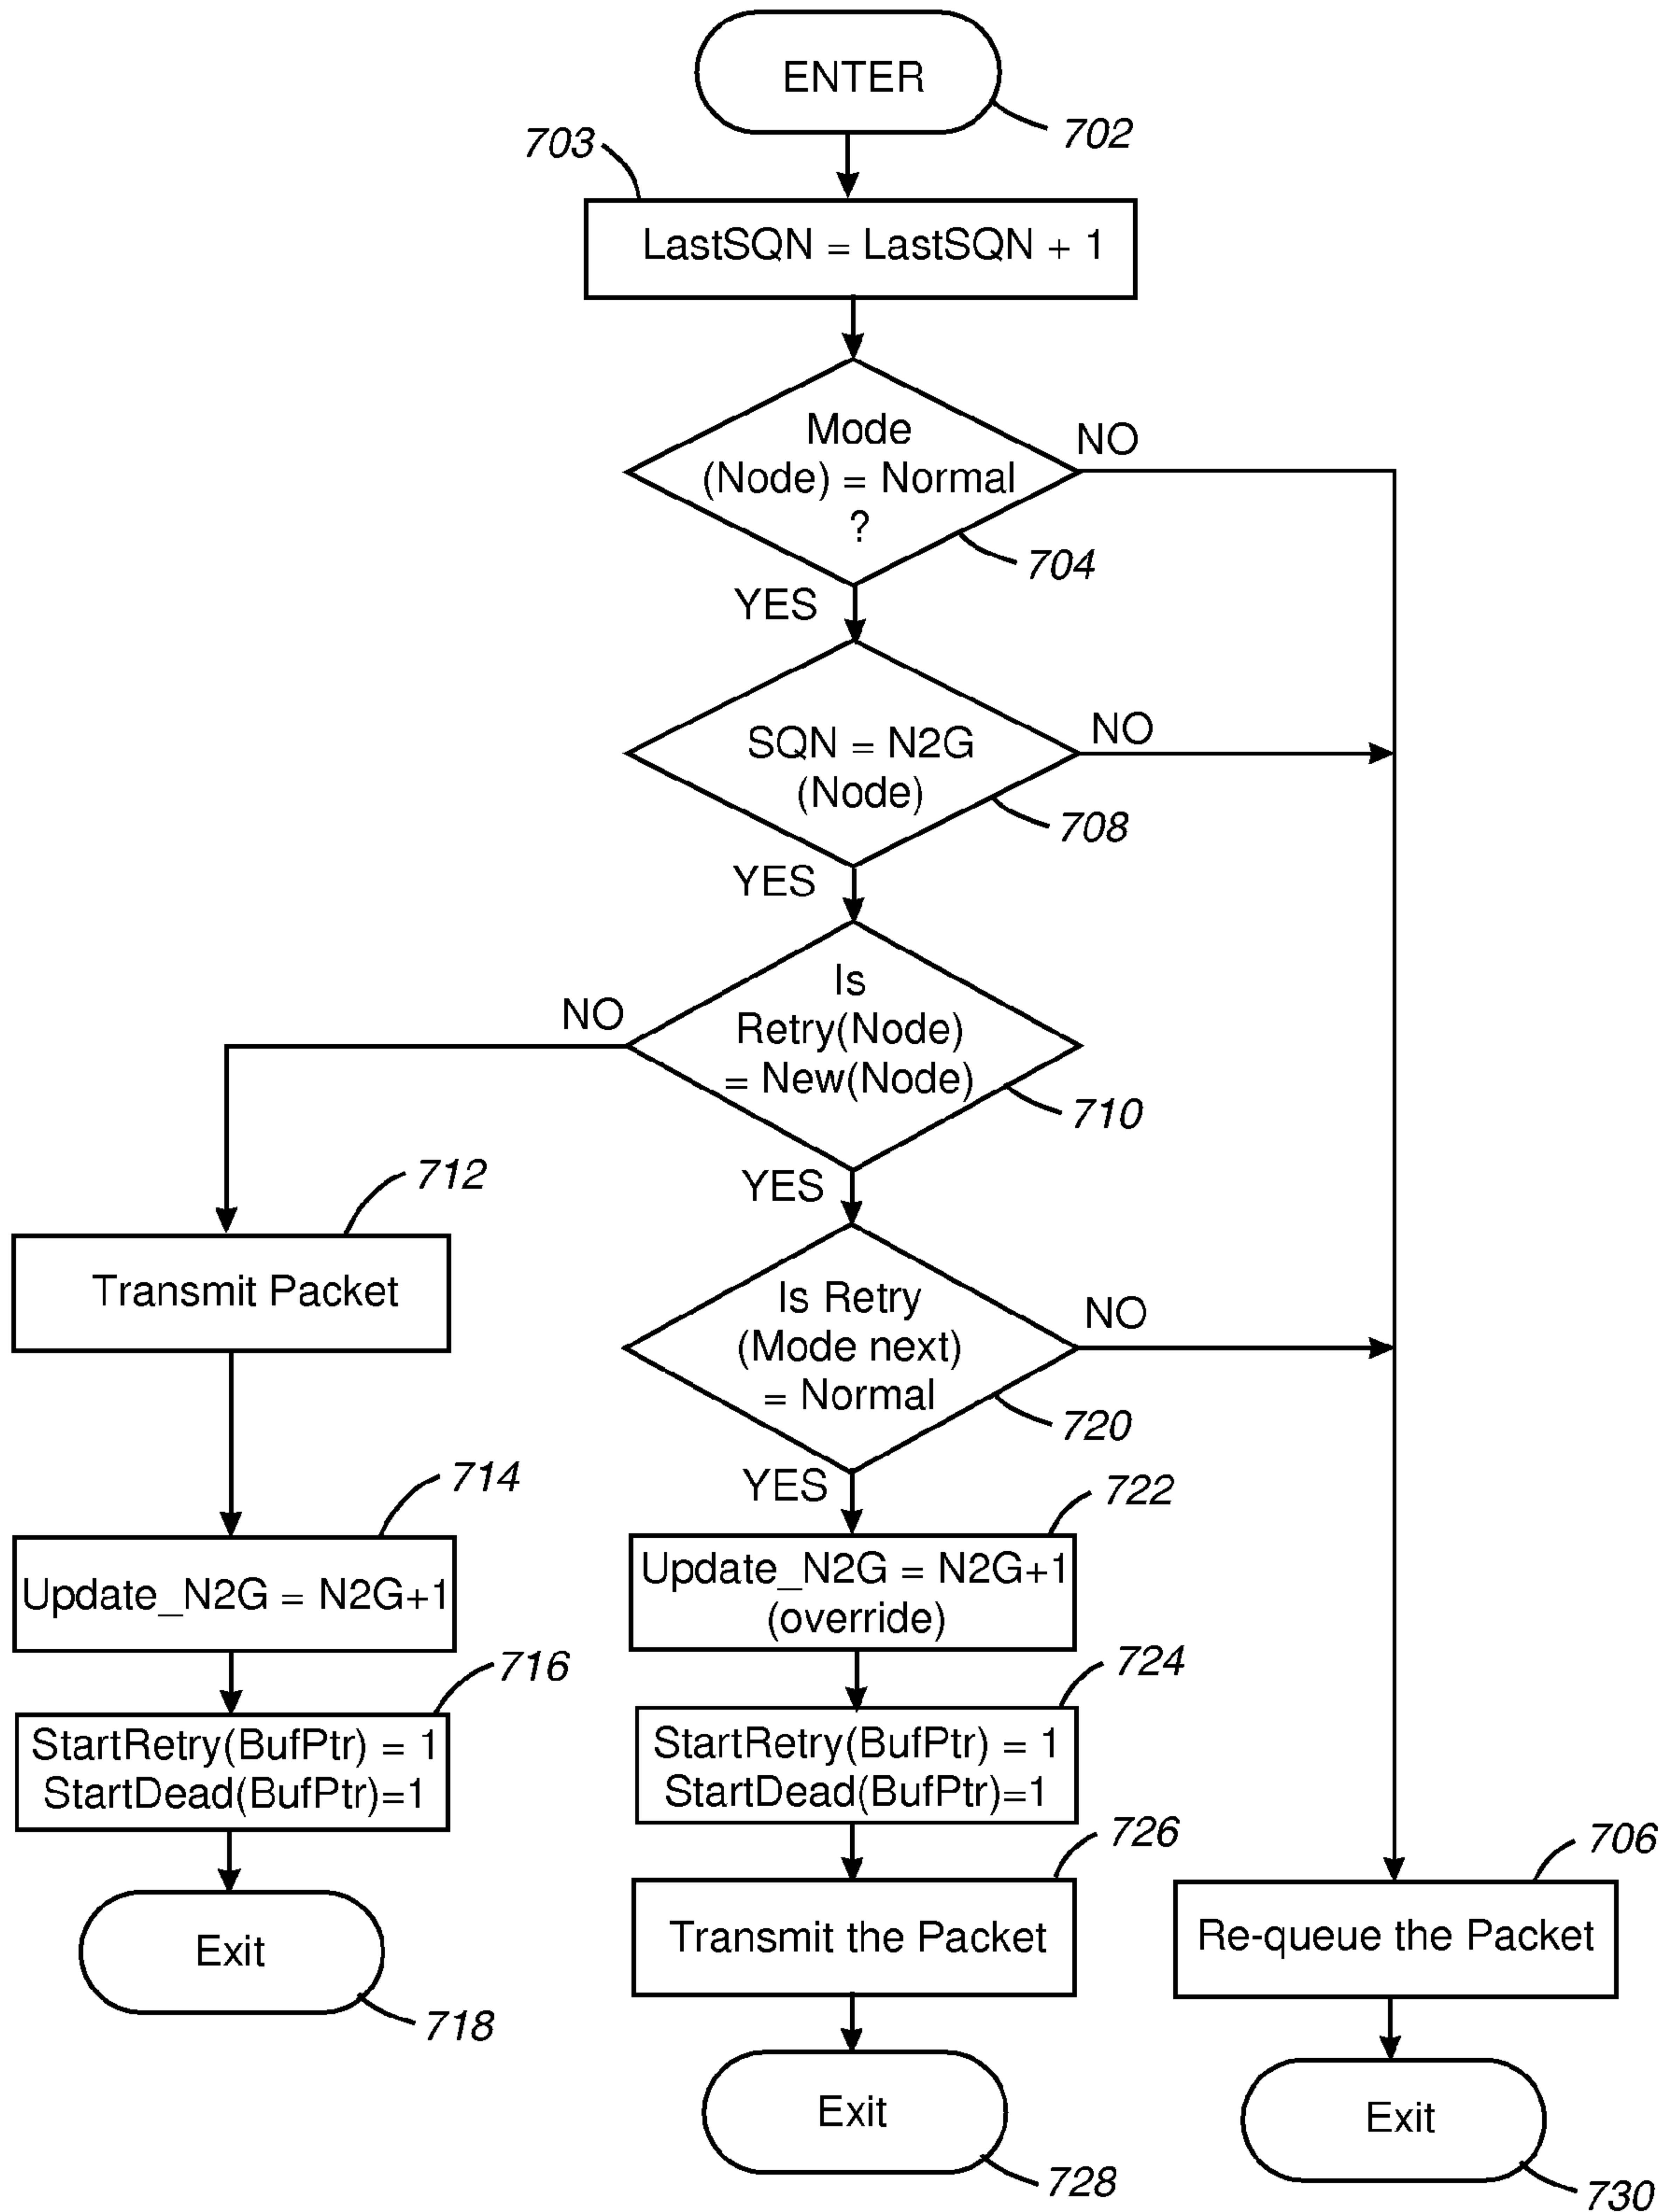 ENTER
702
703
LastSQN = LastSQN + 1
Mode
(Node) = Normal
?
NO
704
YES
SQN = N2G
(Node)
NO
708
YES
Is
Retry(Node)
= New(Node)
NO
710
YES
712
Transmit Packet
Is Retry
(Mode next)
= Normal
NO
720
YES
714
Update_N2G = N2G+1
722
Update_N2G = N2G+1
(override)
716
StartRetry(BufPtr) = 1
StartDead(BufPtr)=1
724
StartRetry(BufPtr) = 1
StartDead(BufPtr)=1
Exit
718
726
Transmit the Packet
706
Re-queue the Packet
Exit
728
Exit
730